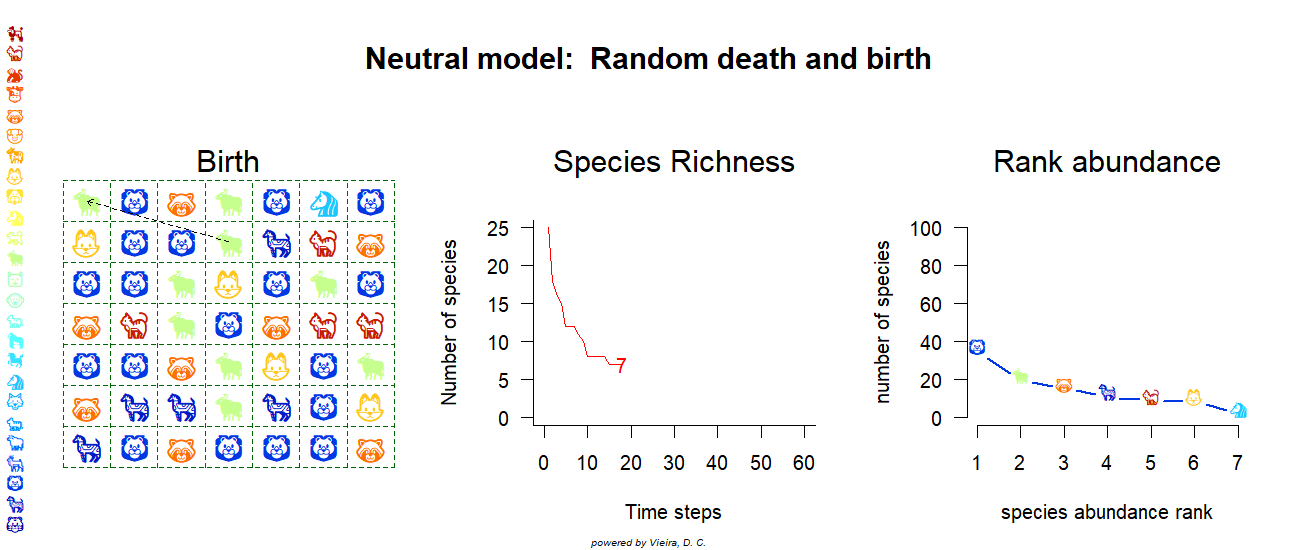 Neutral model:  Random death and birth
Birth
Species Richness
Rank abundance
Number of species
25
20
15
10
5
0
7
0 10 20 30 40 50 60
Time steps
number of species
100
80
60
40
20
0
1 2 3 4 5 6 7
species abundance rank
powered by Vieira, D. C.